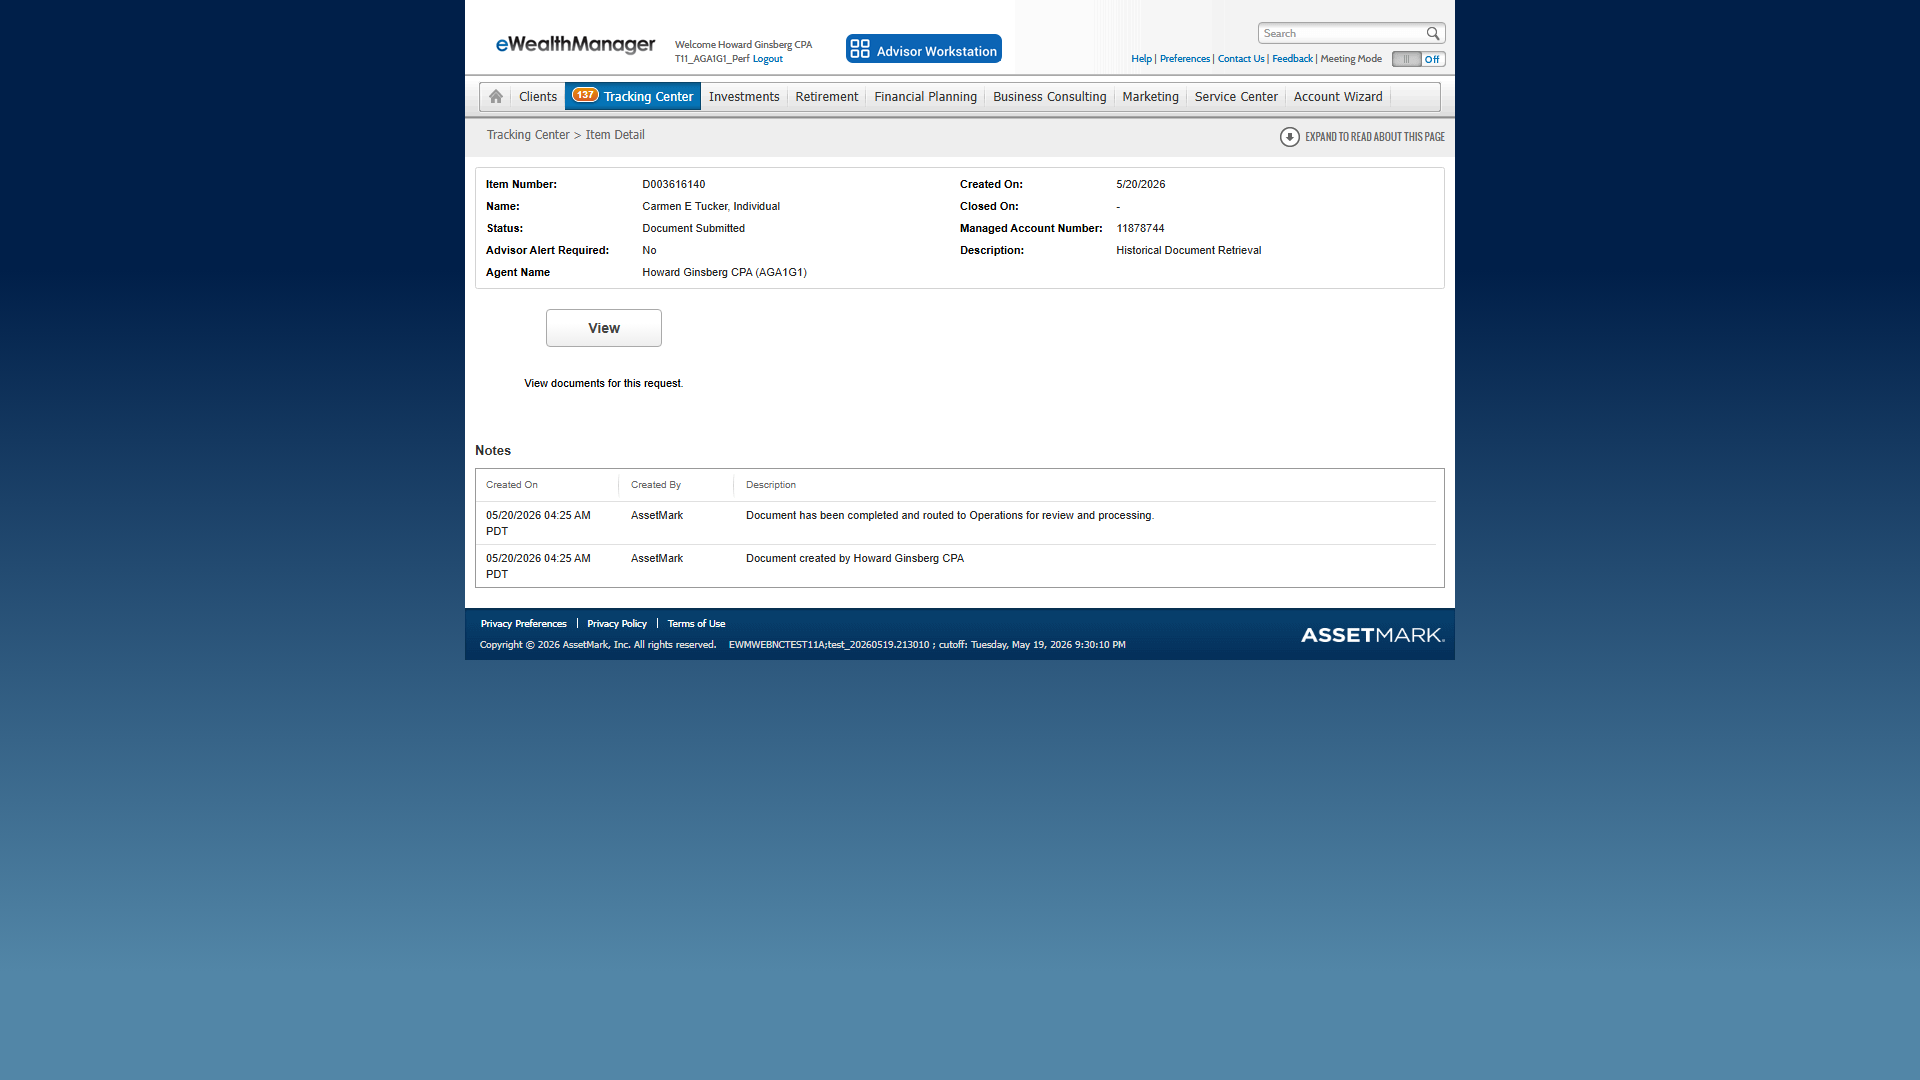 eWealthManager
Welcome Howard Ginsberg CPA
T11_AGA1G1_Perf Logout
Advisor Workstation
Search
Help | Preferences | Contact Us | Feedback | Meeting Mode Off
Clients 137 Tracking Center Investments Retirement Financial Planning Business Consulting Marketing Service Center Account Wizard
Tracking Center > Item Detail
EXPAND TO READ ABOUT THIS PAGE
Item Number: D003616140 Created On: 5/20/2026
Name: Carmen E Tucker, Individual Closed On: -
Status: Document Submitted Managed Account Number: 11878744
Advisor Alert Required: No Description: Historical Document Retrieval
Agent Name Howard Ginsberg CPA (AGA1G1)
View
View documents for this request.
Notes
Created On Created By Description
05/20/2026 04:25 AM AssetMark Document has been completed and routed to Operations for review and processing.
PDT
05/20/2026 04:25 AM AssetMark Document created by Howard Ginsberg CPA
PDT
Privacy Preferences | Privacy Policy | Terms of Use
Copyright © 2026 AssetMark, Inc. All rights reserved. EWMWEBNCTEST11A;test_20260519.213010 ; cutoff: Tuesday, May 19, 2026 9:30:10 PM
ASSETMARK.